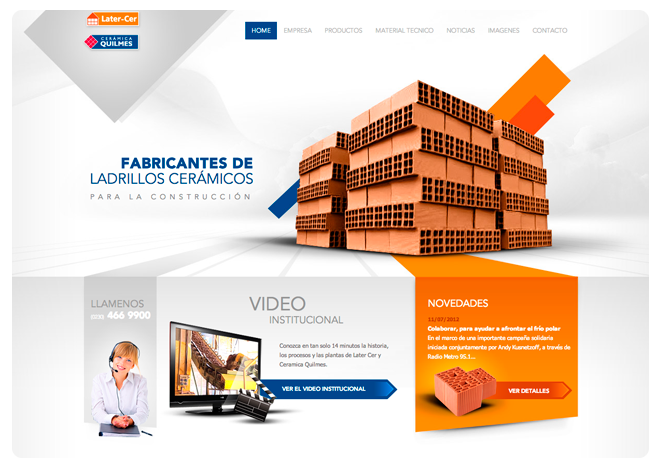 Later-Cer
CERAMICA
QUILMES
HOME EMPRESA PRODUCTOS MATERIAL TECNICO NOTICIAS IMAGENES CONTACTO
FABRICANTES DE
LADRILLOS CERÁMICOS
PARA LA CONSTRUCCIÓN
LLAMENOS
466 9900
VIDEO
INSTITUCIONAL
Conozca en tan solo 14 minutos la historia,
los procesos y las plantas de Later Cer y
Ceramica Quilmes.
VER EL VIDEO INSTITUCIONAL
NOVEDADES
11/07/2012
Colaborar, para ayudar a afrontar el frío polar
En el marco de una importante campaña solidaria
iniciada conjuntamente por Andy Kusnetzoff, a través de
Radio Metro 95.1...
VER DETALLES